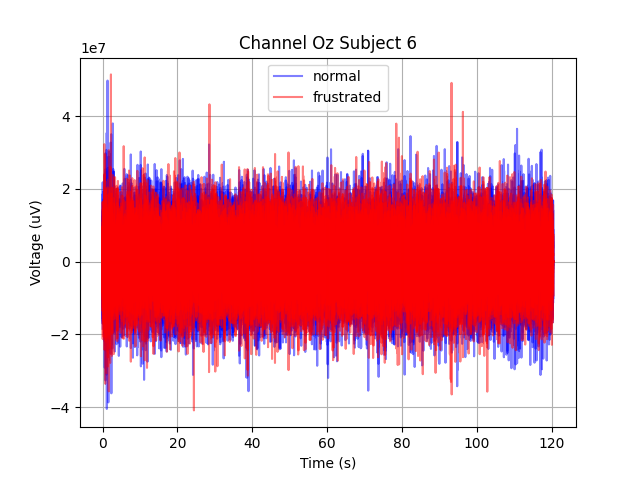 Channel Oz Subject 6
1e7
normal
frustrated
4
2
0
−2
−4
Voltage (uV)
0 20 40 60 80 100 120
Time (s)